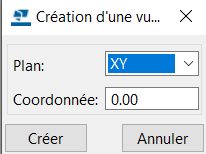 Création d'une vu...
Plan: XY
Coordonnée: 0.00
Créer Annuler